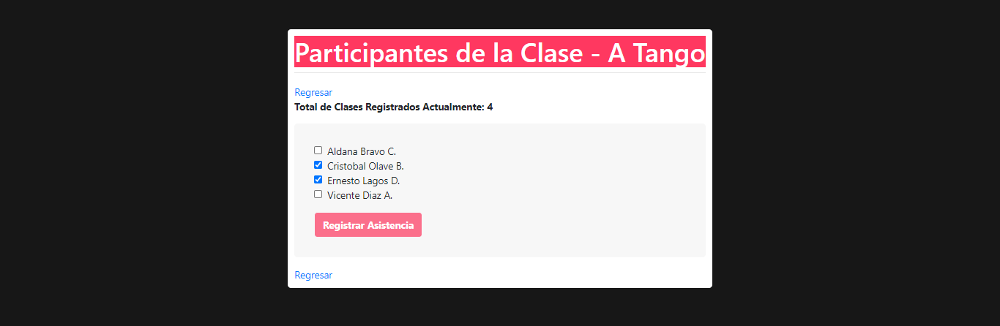 Participantes de la Clase - A Tango
Regresar
Total de Clases Registrados Actualmente: 4
Aldana Bravo C.
Cristobal Olave B.
Ernesto Lagos D.
Vicente Diaz A.
Registrar Asistencia
Regresar